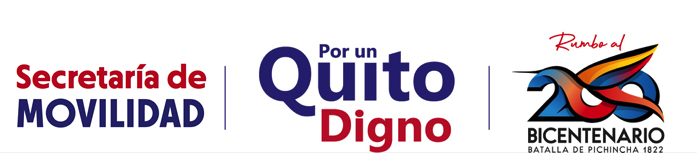 Secretaría de
MOVILIDAD
Por un
Quito
Digno
Rumbo al
200
BICENTENARIO
BATALLA DE PICHINCHA 1822